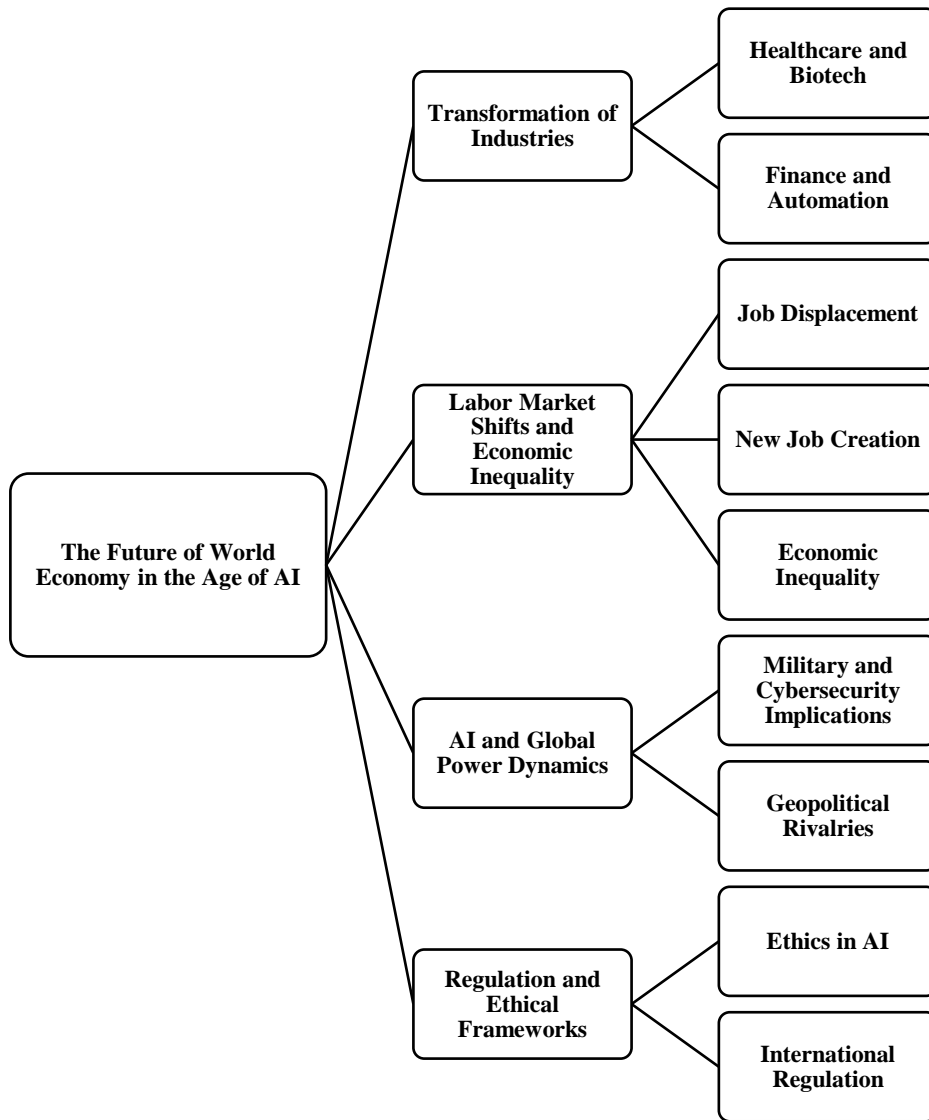 The Future of World
Economy in the Age of AI
Transformation of
Industries
Healthcare and
Biotech
Finance and
Automation
Labor Market
Shifts and
Economic
Inequality
Job Displacement
New Job Creation
Economic
Inequality
AI and Global
Power Dynamics
Military and
Cybersecurity
Implications
Geopolitical
Rivalries
Regulation and
Ethical
Frameworks
Ethics in AI
International
Regulation